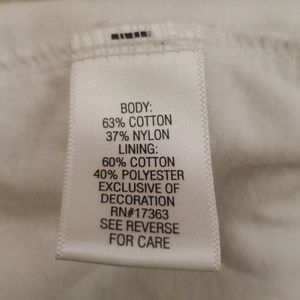 BODY:
63% COTTON
37% NYLON
LINING:
60% COTTON
40% POLYESTER
EXCLUSIVE OF
DECORATION
RN#17363
SEE REVERSE
FOR CARE